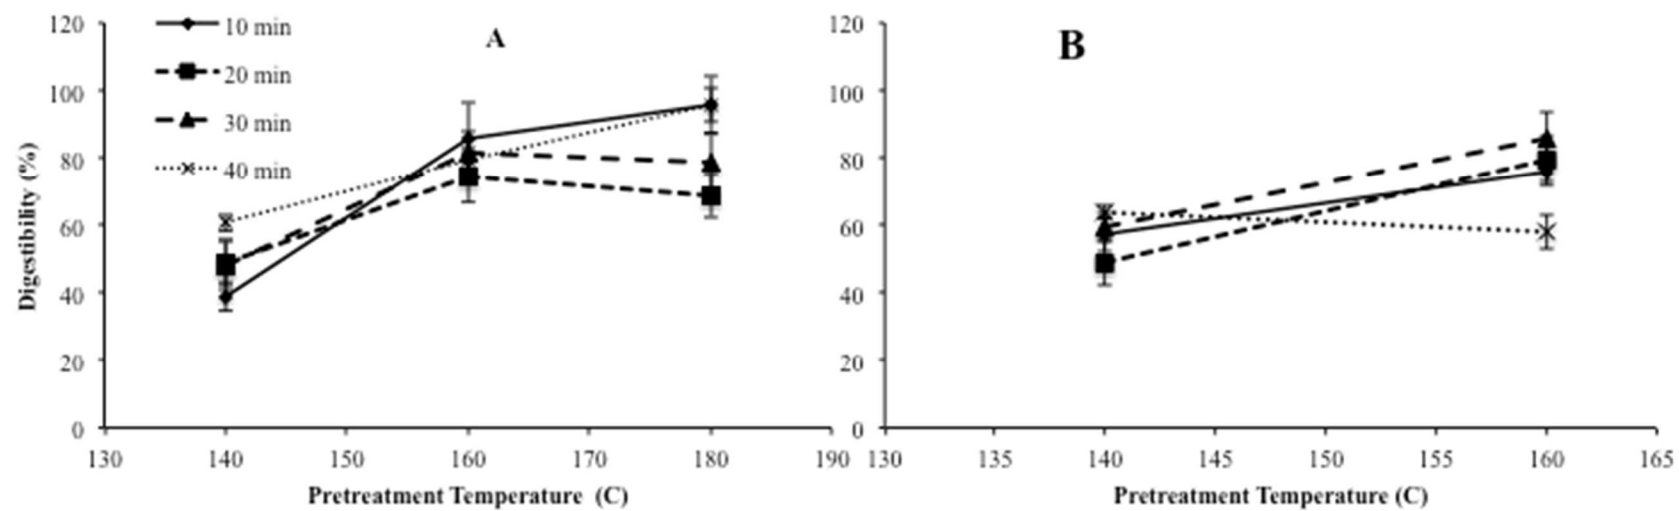 120
100
80
60
40
20
0
Digestibility (%)
10 min
20 min
30 min
40 min
A
130 140 150 160 170 180 190
Pretreatment Temperature (C)
120
100
80
60
40
20
0
B
130 135 140 145 150 155 160 165
Pretreatment Temperature (C)